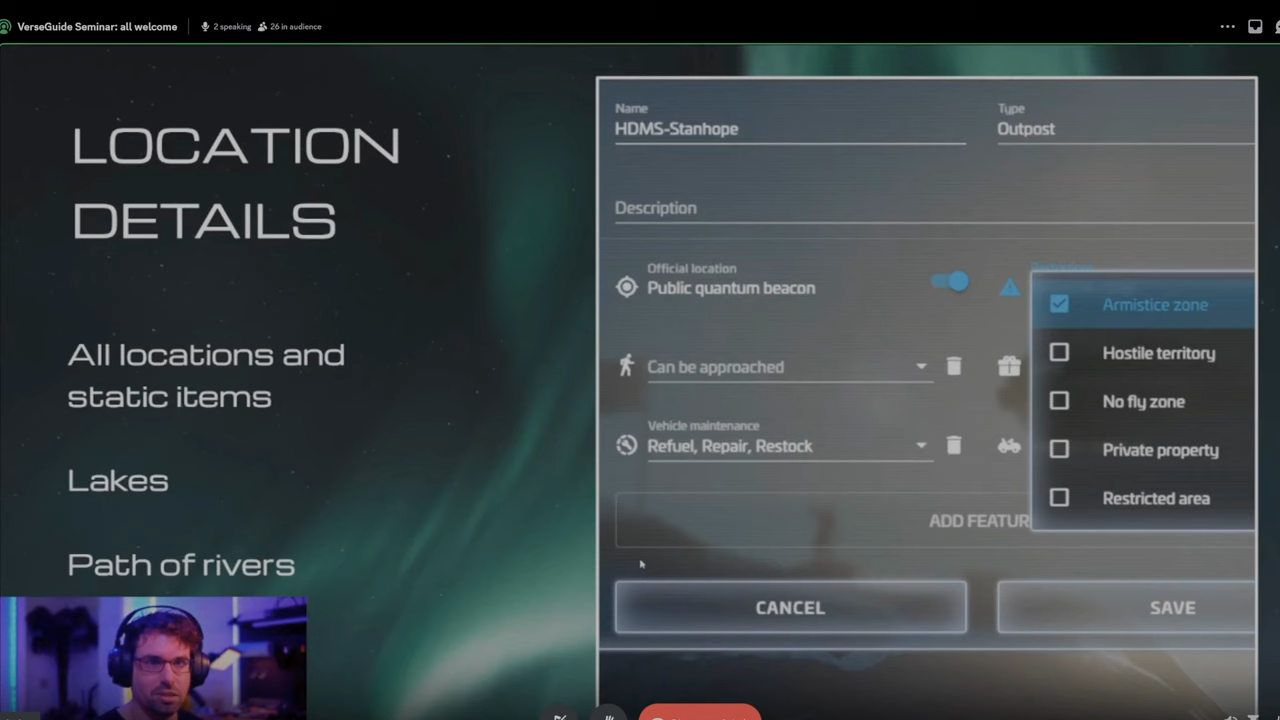 VerseGuide Seminar: all welcome
2 speaking
26 in audience
LOCATION
DETAILS
All locations and
static items
Lakes
Path of rivers
Name
HDMS-Stanhope
Type
Outpost
Description
Official location
Public quantum beacon
Can be approached
Vehicle maintenance
Refuel, Repair, Restock
Armistice zone
Hostile territory
No fly zone
Private property
Restricted area
ADD FEATUR
CANCEL
SAVE